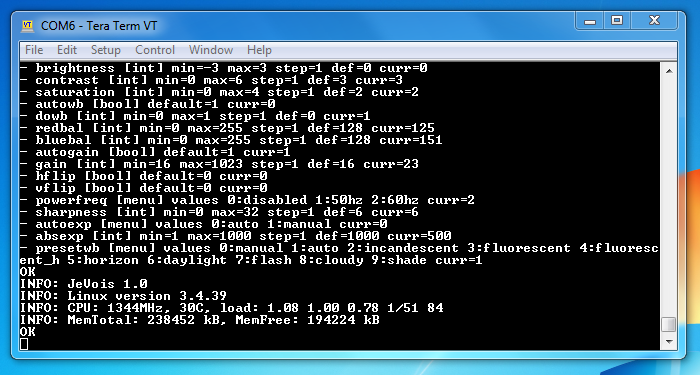 COM6 - Tera Term VT
File Edit Setup Control Window Help
- brightness [int] min=-3 max=3 step=1 def=0 curr=0
- contrast [int] min=0 max=6 step=1 def=3 curr=3
- saturation [int] min=0 max=4 step=1 def=2 curr=2
- autowb [bool] default=1 curr=0
- dowb [int] min=0 max=1 step=1 def=0 curr=1
- redbal [int] min=0 max=255 step=1 def=128 curr=125
- bluebal [int] min=0 max=255 step=1 def=128 curr=151
- autogain [bool] default=1 curr=1
- gain [int] min=16 max=1023 step=1 def=16 curr=23
- hflip [bool] default=0 curr=0
- vflip [bool] default=0 curr=0
- powerfreq [menu] values 0:disabled 1:50hz 2:60hz curr=2
- sharpness [int] min=0 max=32 step=1 def=6 curr=6
- autoexp [menu] values 0:auto 1:manual curr=0
- absexp [int] min=1 max=1000 step=1 def=1000 curr=500
- presetwb [menu] values 0:manual 1:auto 2:incandescent 3:fluorescent 4:fluoresc
ent_h 5:horizon 6:daylight 7:flash 8:cloudy 9:shade curr=1
OK
INFO: JeVois 1.0
INFO: Linux version 3.4.39
INFO: CPU: 1344MHz, 30C, load: 1.08 1.00 0.78 1/51 84
INFO: MemTotal: 238452 kB, MemFree: 194224 kB
OK